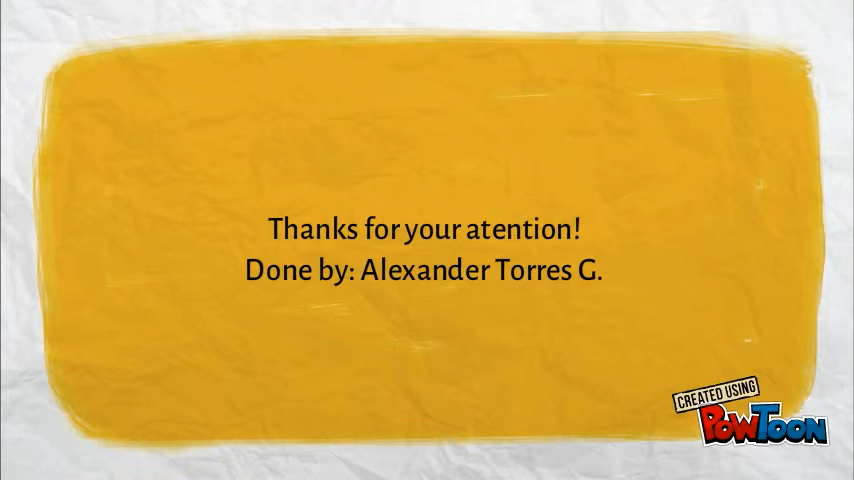 Thanks for your atention!
Done by: Alexander Torres G.
CREATED USING
POWTOON